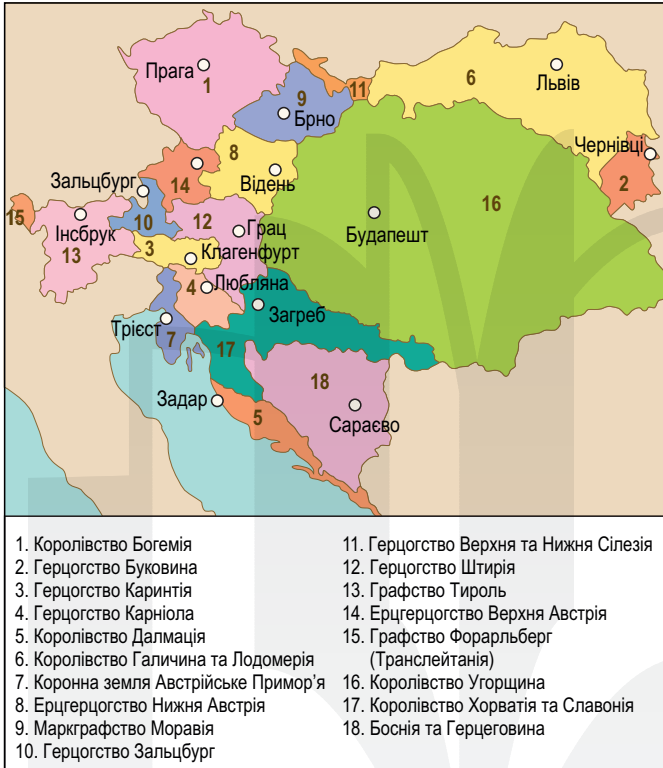 Прага
1
6
Львів
9
11
Брно
Чернівці
8
Зальцбург
14
Відень
2
15
10
12
16
Інсбрук
Грац
Будапешт
13
3
Клагенфурт
4
Любляна
Загреб
Трієст
7
17
18
Задар
5
Сараєво
1. Королівство Богемія
2. Герцогство Буковина
3. Герцогство Каринтія
4. Герцогство Карніола
5. Королівство Далмація
6. Королівство Галичина та Лодомерія
7. Коронна земля Австрійське Примор’я
8. Ерцгерцогство Нижня Австрія
9. Маркграфство Моравія
10. Герцогство Зальцбург
11. Герцогство Верхня та Нижня Сілезія
12. Герцогство Штирія
13. Графство Тироль
14. Ерцгерцогство Верхня Австрія
15. Графство Форарльберг
(Транслейтанія)
16. Королівство Угорщина
17. Королівство Хорватія та Славонія
18. Боснія та Герцеговина